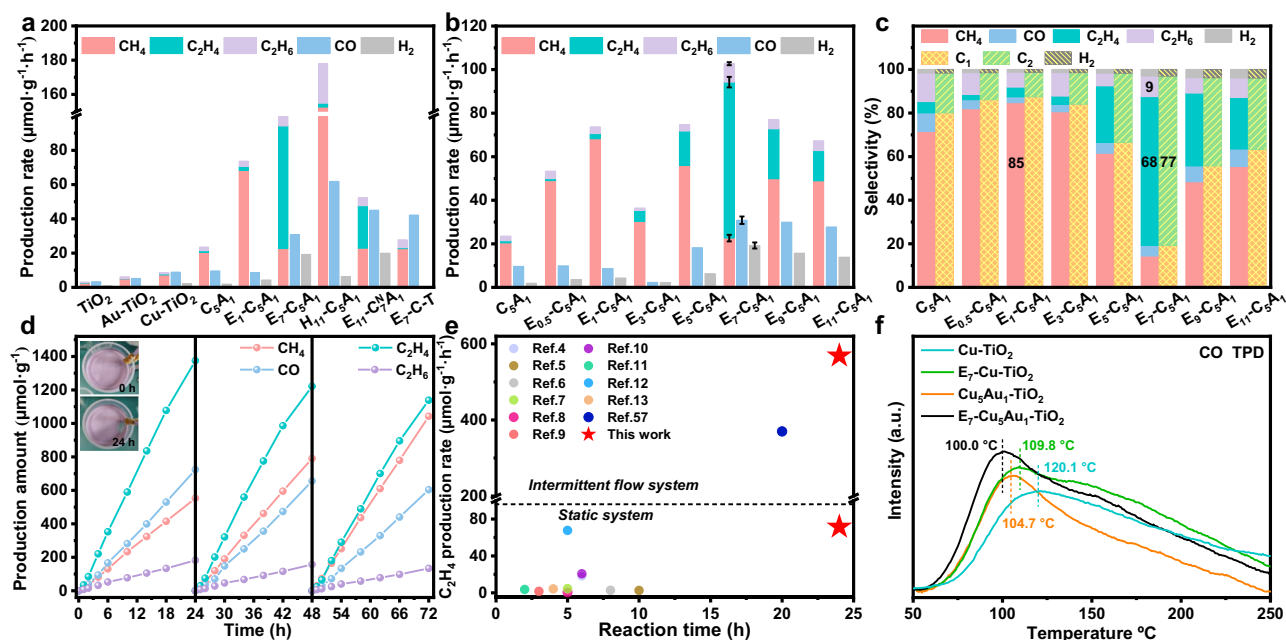 a
CH₄ C₂H₄ C₂H₆ CO H₂
Production rate (μmol·g⁻¹·h⁻¹)
180
160
80
60
40
20
0
TiO₂ Au-TiO₂ Cu-TiO₂ C₅A₁ E₁-C₅A₁ E₇-C₅A₁ H₁₁-C₅A₁ E₁₁-C₇ᴺA₁ E₇-C-T
b
CH₄ C₂H₄ C₂H₆ CO H₂
Production rate (μmol·g⁻¹·h⁻¹)
120
100
80
60
40
20
0
C₅A₁ E₀.₅-C₅A₁ E₁-C₅A₁ E₃-C₅A₁ E₅-C₅A₁ E₇-C₅A₁ E₉-C₅A₁ E₁₁-C₅A₁
c
CH₄ CO C₂H₄ C₂H₆ H₂
C₁ C₂ H₂
Selectivity (%)
100
80
60
40
20
0
85
9
68 77
C₅A₁ E₀.₅-C₅A₁ E₁-C₅A₁ E₃-C₅A₁ E₅-C₅A₁ E₇-C₅A₁ E₉-C₅A₁ E₁₁-C₅A₁
d
0 h
24 h
CH₄ C₂H₄
CO C₂H₆
Production amount (μmol·g⁻¹)
1400
1200
1000
800
600
400
200
0
0 6 12 18 24 30 36 42 48 54 60 66 72
Time (h)
e
C₂H₄ production rate (μmol·g⁻¹·h⁻¹)
600
400
200
80
40
0
Ref.4 Ref.10
Ref.5 Ref.11
Ref.6 Ref.12
Ref.7 Ref.13
Ref.8 Ref.57
Ref.9 This work
Intermittent flow system
Static system
0 5 10 15 20 25
Reaction time (h)
f
CO TPD
Cu-TiO₂
E₇-Cu-TiO₂
Cu₅Au₁-TiO₂
E₇-Cu₅Au₁-TiO₂
100.0 °C
109.8 °C
120.1 °C
104.7 °C
Intensity (a.u.)
50 100 150 200 250
Temperature ºC